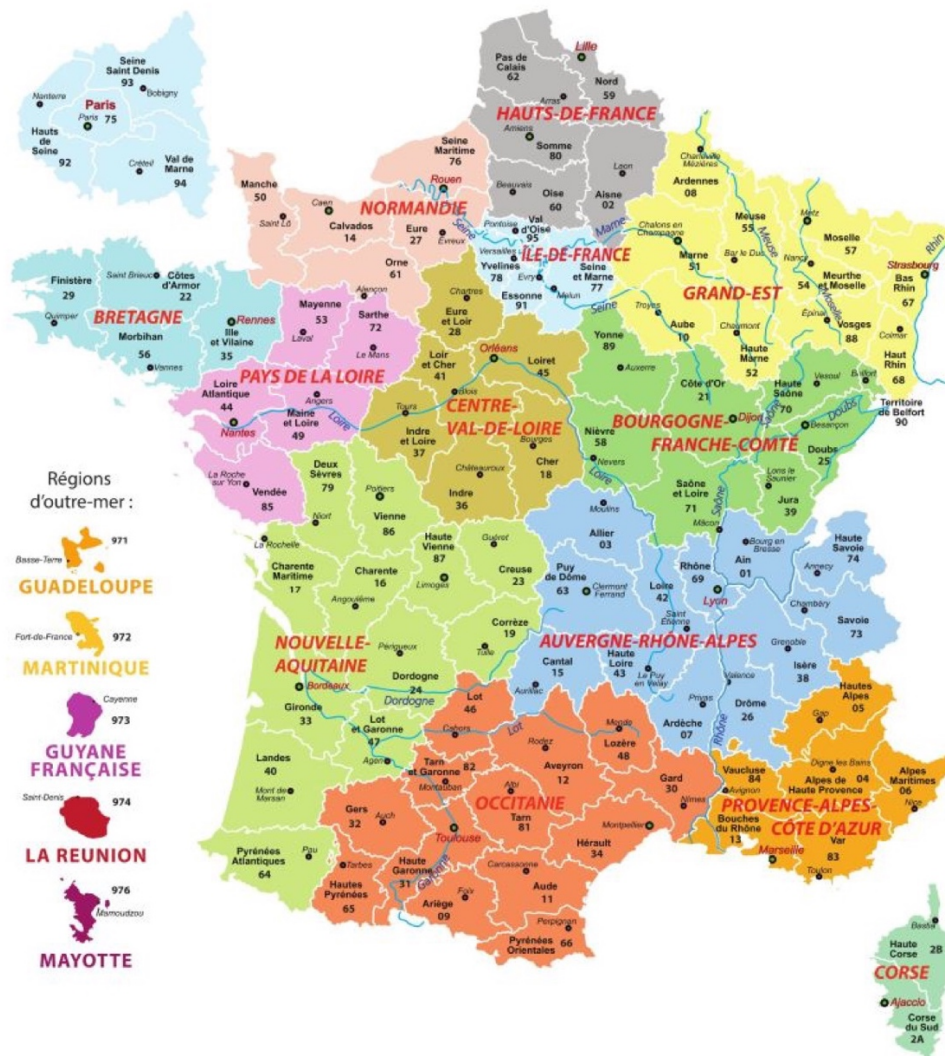 Seine
Saint Denis
93
Bobigny
Nanterre
Paris
Paris
75
Hauts
de
Seine
92
Créteil
Val de
Marne
94
Lille
Pas de
Calais
62
Nord
59
Arras
HAUTS-DE-FRANCE
Amiens
Somme
80
Laon
Beauvais
Oise
60
Aisne
02
Seine
Maritime
76
Rouen
Manche
50
Caen
Saint Lô
NORMANDIE
Calvados
14
Eure
27
Évreux
Orne
61
Alençon
Seine
Pontoise
Val
d'Oise
95
Marne
Versailles
ÎLE-DE-FRANCE
Yvelines
78
Evry
Seine
et Marne
77
Melun
Essonne
91
Seine
Charleville
Mézières
Ardennes
08
Meuse
55
Metz
Moselle
57
Rhin
Chalons en
Champagne
Marne
51
Bar le Duc
Meuse
Nancy
54
Meurthe
et Moselle
Strasbourg
Bas
Rhin
67
GRAND-EST
Moselle
Troyes
Aube
10
Chaumont
Haute
Marne
52
Épinal
Vosges
88
Colmar
Haut
Rhin
68
Finistère
29
Saint Brieuc
Côtes
d'Armor
22
Quimper
BRETAGNE
Rennes
Morbihan
56
Ille
et Vilaine
35
Vannes
Mayenne
53
Laval
Sarthe
72
Le Mans
PAYS DE LA LOIRE
Loire
Atlantique
44
Nantes
Angers
Maine
et Loire
49
Loire
La Roche
sur Yon
Vendée
85
Chartres
Eure
et Loir
28
Orléans
Loir
et Cher
41
Loiret
45
Blois
Tours
CENTRE-
VAL-DE-LOIRE
Indre
et Loire
37
Bourges
Cher
18
Châteauroux
Indre
36
Yonne
89
Auxerre
Côte d'Or
21
Haute
Saône
70
Vesoul
Belfort
Territoire
de Belfort
90
Dijon
Saône
Doubs
Besançon
BOURGOGNE-
FRANCHE-COMTÉ
Nièvre
58
Nevers
Loire
Doubs
25
Saône
et Loire
71
Saône
Lons le
Saunier
Jura
39
Mâcon
Deux
Sèvres
79
Poitiers
Niort
Vienne
86
La Rochelle
Haute
Vienne
87
Guéret
Charente
Maritime
17
Charente
16
Limoges
Creuse
23
Angoulême
Corrèze
19
Tulle
NOUVELLE-
AQUITAINE
Périgueux
Dordogne
24
Bordeaux
Dordogne
Gironde
33
Lot
et Garonne
47
Agen
Landes
40
Mont de
Marsan
Pyrénées
Atlantiques
64
Pau
Moulins
Allier
03
Bourg en
Bresse
Ain
01
Haute
Savoie
74
Annecy
Puy
de Dôme
63
Clermont
Ferrand
Loire
42
Rhône
69
Lyon
Chambéry
Savoie
73
Saint
Étienne
AUVERGNE-RHÔNE-ALPES
Grenoble
Isère
38
Cantal
15
Aurillac
Haute
Loire
43
Le Puy
en Velay
Valence
Privas
Ardèche
07
Drôme
26
Rhône
Lot
46
Cahors
Lot
Mende
Lozère
48
Rodez
Aveyron
12
Tarn
et Garonne
82
Montauban
Albi
Gard
30
Nîmes
OCCITANIE
Gers
32
Auch
Tarn
81
Toulouse
Montpellier
Hérault
34
Tarbes
Hautes
Pyrénées
65
Haute
Garonne
31
Garonne
Carcassonne
Foix
Ariège
09
Aude
11
Perpignan
Pyrénées
Orientales
66
Hautes
Alpes
05
Gap
Vaucluse
84
Avignon
Digne les Bains
04
Alpes de
Haute Provence
Alpes
Maritimes
06
Nice
PROVENCE-ALPES-
CÔTE D'AZUR
Bouches
du Rhône
13
Marseille
Var
83
Toulon
Bastia
Haute
Corse
2B
CORSE
Ajaccio
Corse
du Sud
2A
Régions
d'outre-mer :
971
Basse-Terre
GUADELOUPE
972
Fort-de-France
MARTINIQUE
Cayenne
973
GUYANE
FRANÇAISE
Saint-Denis
974
LA REUNION
976
Mamoudzou
MAYOTTE